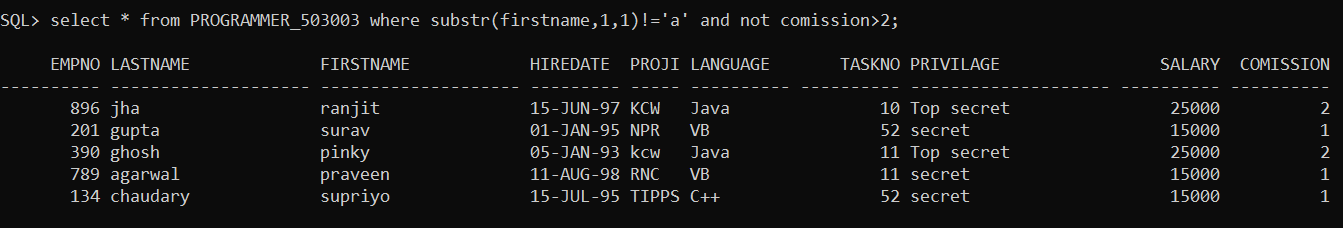 SQL> select * from PROGRAMMER_503003 where substr(firstname,1,1)!='a' and not comission>2;
EMPNO LASTNAME FIRSTNAME HIREDATE PROJI LANGUAGE TASKNO PRIVILAGE SALARY COMISSION
---------- -------------------- -------------------- --------- ----- ---------- ---------- -------------------- ---------- ----------
896 jha ranjit 15-JUN-97 KCW Java 10 Top secret 25000 2
201 gupta surav 01-JAN-95 NPR VB 52 secret 15000 1
390 ghosh pinky 05-JAN-93 kcw Java 11 Top secret 25000 2
789 agarwal praveen 11-AUG-98 RNC VB 11 secret 15000 1
134 chaudary supriyo 15-JUL-95 TIPPS C++ 52 secret 15000 1